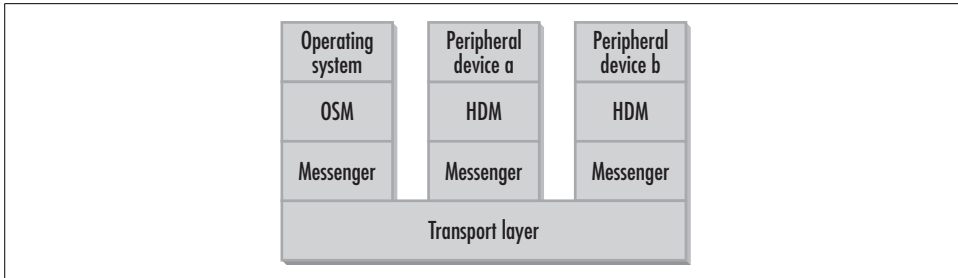 Operating
system
Peripheral
device a
Peripheral
device b
OSM
HDM
HDM
Messenger
Messenger
Messenger
Transport layer